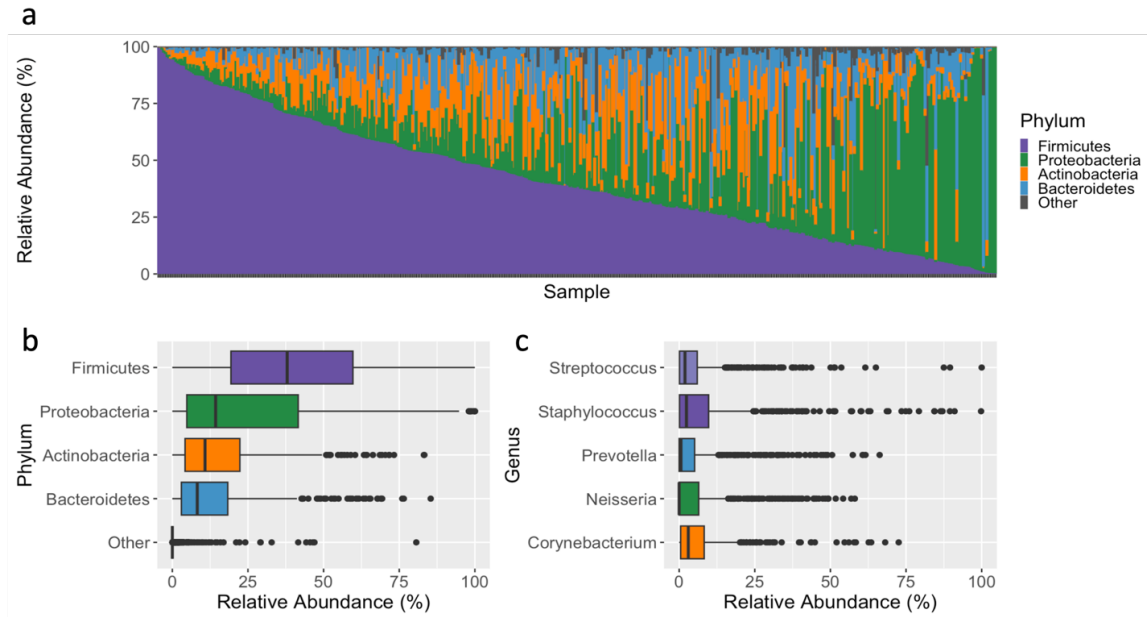 a
Relative Abundance (%)
100
75
50
25
0
Sample
Phylum
Firmicutes
Proteobacteria
Actinobacteria
Bacteroidetes
Other
b
Phylum
Firmicutes
Proteobacteria
Actinobacteria
Bacteroidetes
Other
0 25 50 75 100
Relative Abundance (%)
c
Genus
Streptococcus
Staphylococcus
Prevotella
Neisseria
Corynebacterium
0 25 50 75 100
Relative Abundance (%)